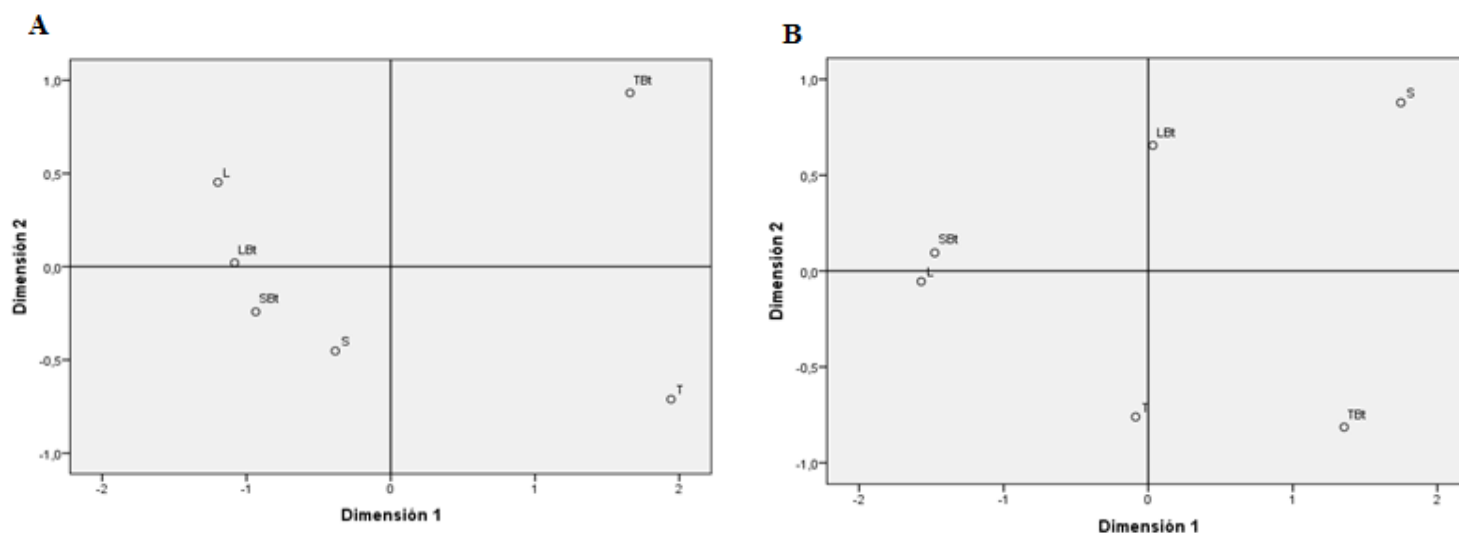 A
1,0
0,5
0,0
-0,5
-1,0
Dimensión 2
TBt
L
LBt
SBt
S
T
-2
-1
0
1
2
Dimensión 1
B
1,0
0,5
0,0
-0,5
-1,0
Dimensión 2
S
LBt
SBt
L
T
TBt
-2
-1
0
1
2
Dimensión 1